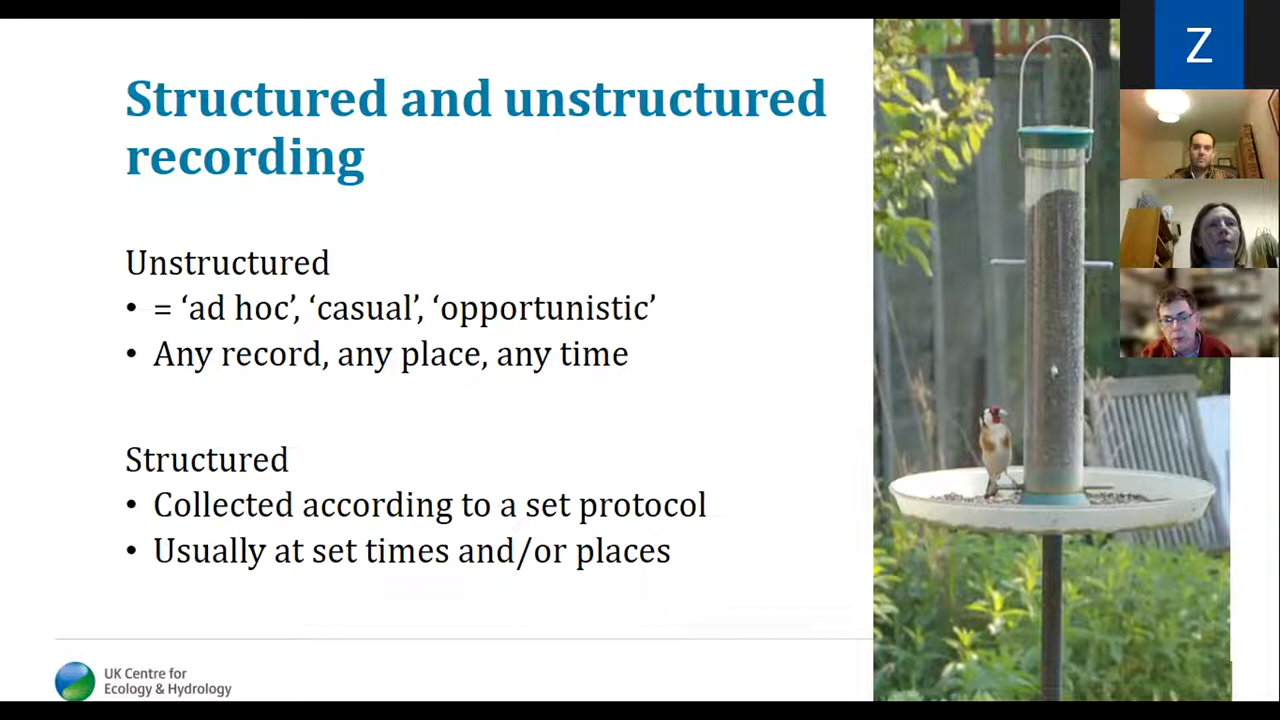 Structured and unstructured
recording
Unstructured
• = ‘ad hoc’, ‘casual’, ‘opportunistic’
• Any record, any place, any time
Structured
• Collected according to a set protocol
• Usually at set times and/or places
UK Centre for
Ecology & Hydrology
Z